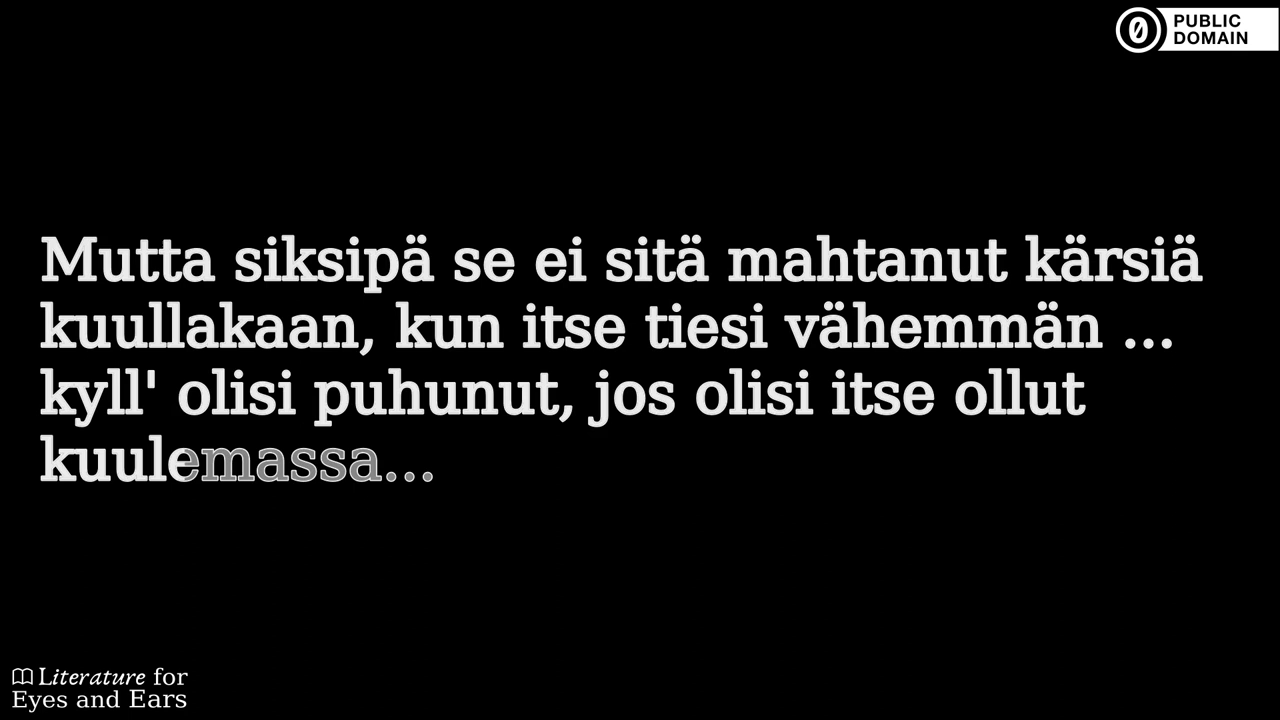 PUBLIC
DOMAIN
Mutta siksipä se ei sitä mahtanut kärsiä
kuullakaan, kun itse tiesi vähemmän ...
kyll' olisi puhunut, jos olisi itse ollut
kuulemassa...
Literature for
Eyes and Ears